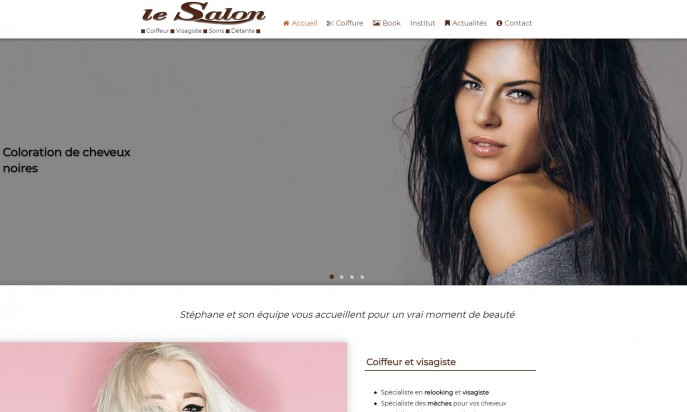 le Salon
Coiffeur Visagiste Soins Détente
Accueil Coiffure Book Institut Actualités Contact
Coloration de cheveux
noires
Stéphane et son équipe vous accueillent pour un vrai moment de beauté
Coiffeur et visagiste
Spécialiste en relooking et visagiste
Spécialiste des mèches pour vos cheveux